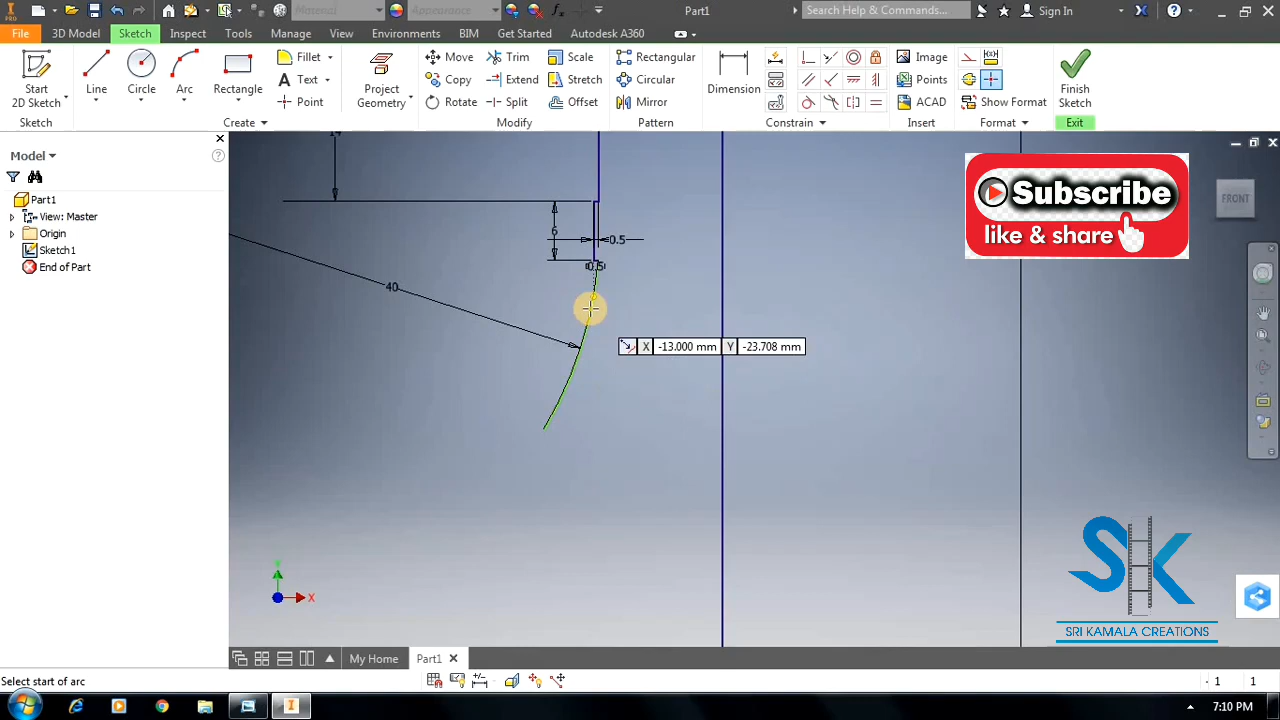 Material
Appearance
fx
Part1
Search Help & Commands...
Sign In
PRO
File
3D Model
Sketch
Inspect
Tools
Manage
View
Environments
BIM
Get Started
Autodesk A360
Start
2D Sketch
Line
Circle
Arc
Rectangle
Fillet
Text
Point
Project
Geometry
Move
Copy
Rotate
Trim
Extend
Split
Scale
Stretch
Offset
Rectangular
Circular
Mirror
Dimension
Image
Points
ACAD
Show Format
Finish
Sketch
Sketch
Create
Modify
Pattern
Constrain
Insert
Format
Exit
Model
Part1
View: Master
Origin
Sketch1
End of Part
6
0.5
0.5
40
X
-13.000 mm
Y
-23.708 mm
Subscribe
like & share
FRONT
X
SK
SRI KAMALA CREATIONS
My Home
Part1
Select start of arc
1
1
7:10 PM